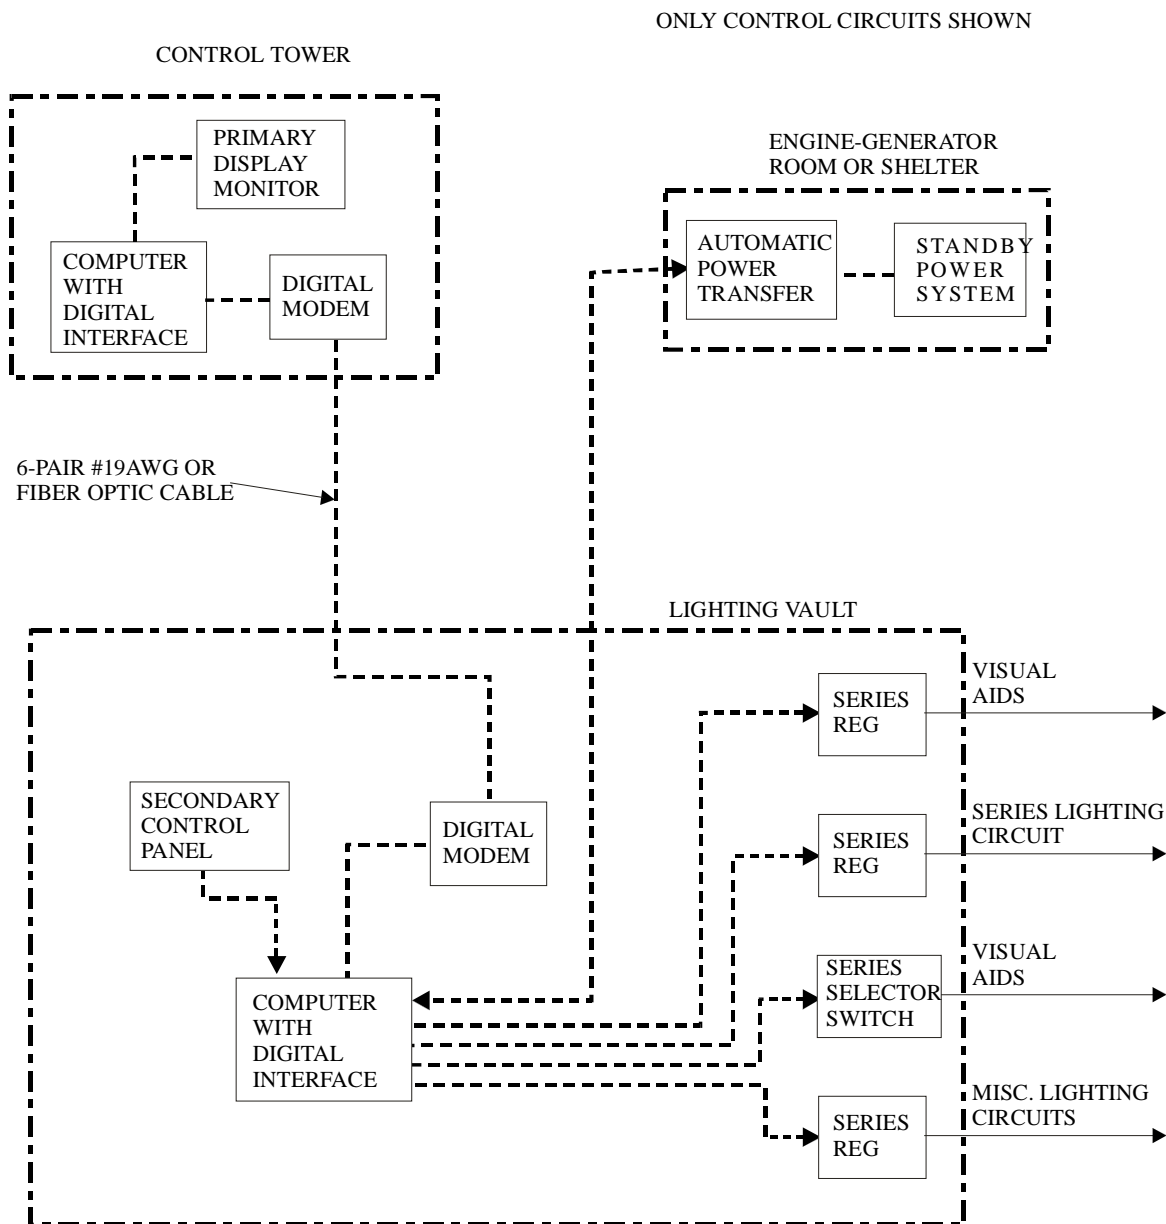 ONLY CONTROL CIRCUITS SHOWN
CONTROL TOWER
PRIMARY
DISPLAY
MONITOR
COMPUTER
WITH
DIGITAL
INTERFACE
DIGITAL
MODEM
ENGINE-GENERATOR
ROOM OR SHELTER
AUTOMATIC
POWER
TRANSFER
STANDBY
POWER
SYSTEM
6-PAIR #19AWG OR
FIBER OPTIC CABLE
LIGHTING VAULT
SERIES
REG
VISUAL
AIDS
SECONDARY
CONTROL
PANEL
DIGITAL
MODEM
SERIES
REG
SERIES LIGHTING
CIRCUIT
COMPUTER
WITH
DIGITAL
INTERFACE
SERIES
SELECTOR
SWITCH
VISUAL
AIDS
SERIES
REG
MISC. LIGHTING
CIRCUITS